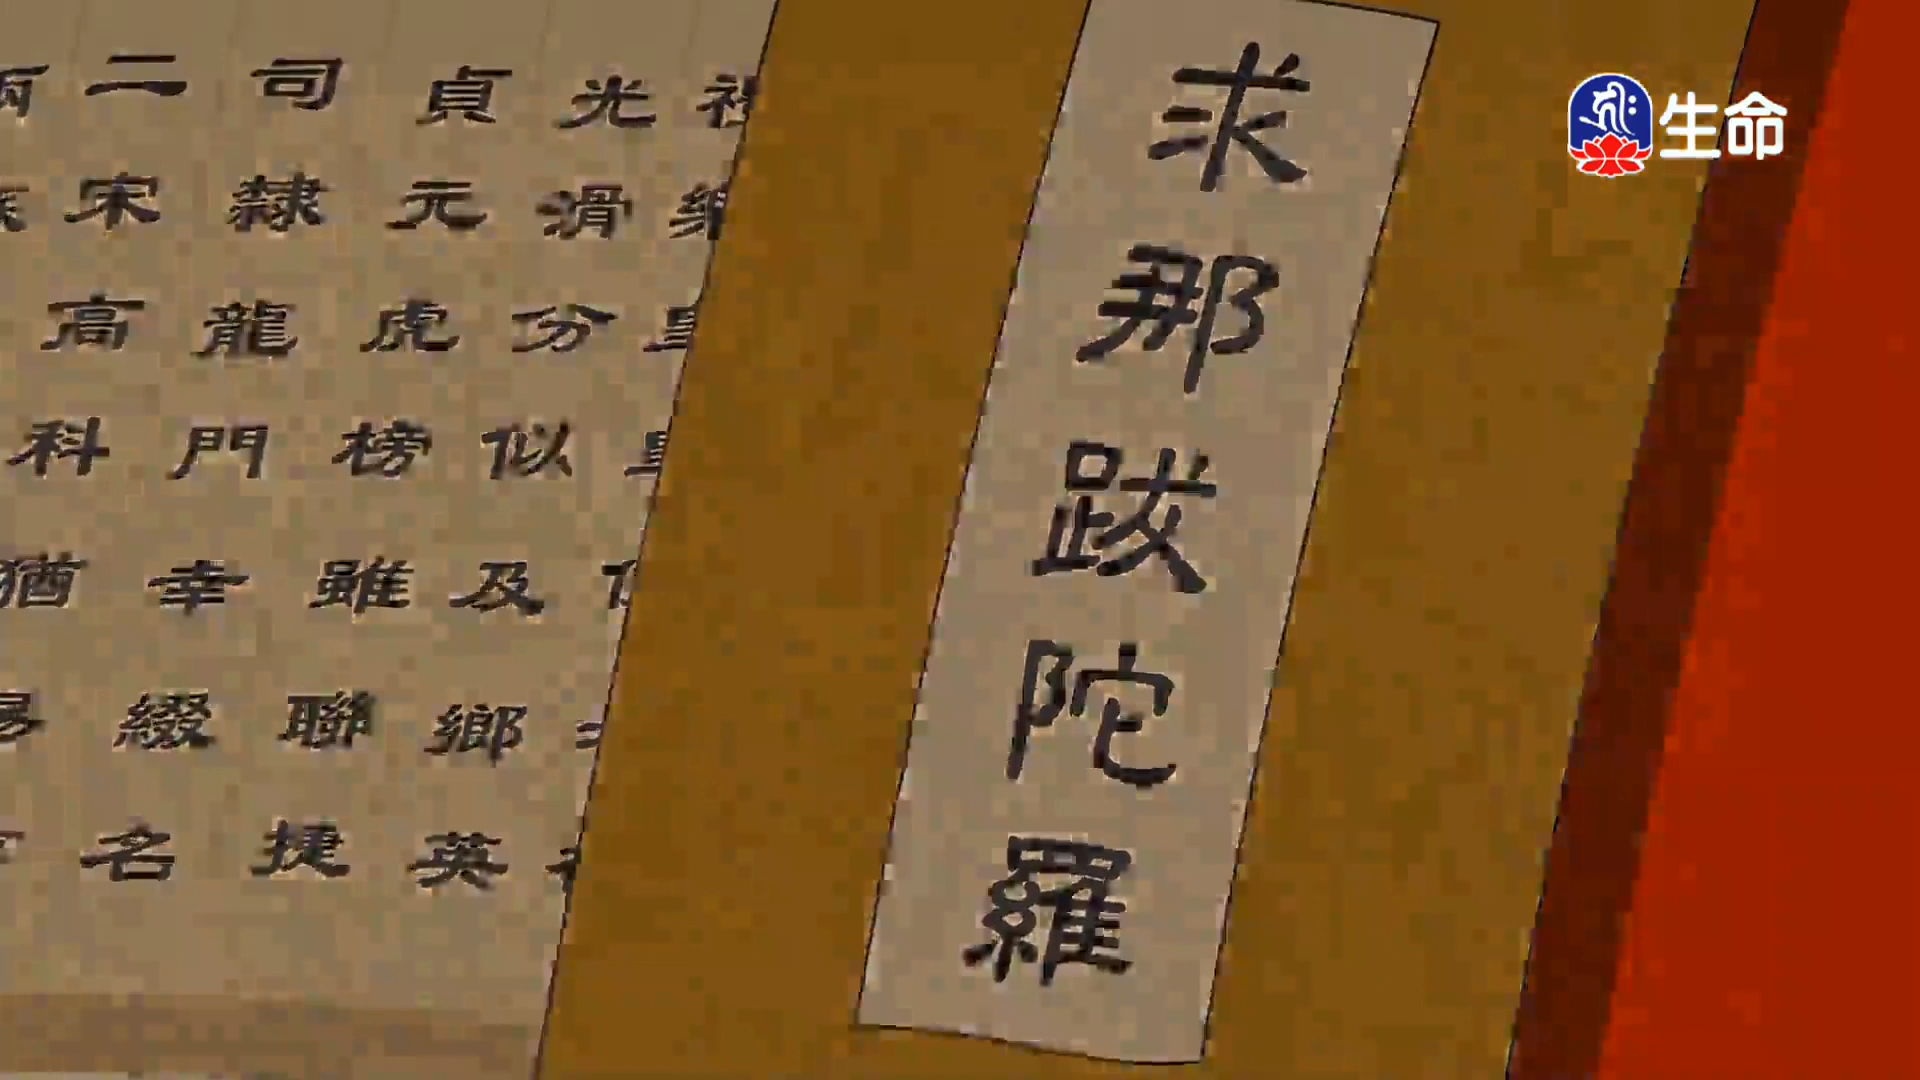 求那跋陀羅
光滑分似及鄉英
貞元虎榜雖聯捷
司隸龍門幸綴名
二宋高科猶
生命